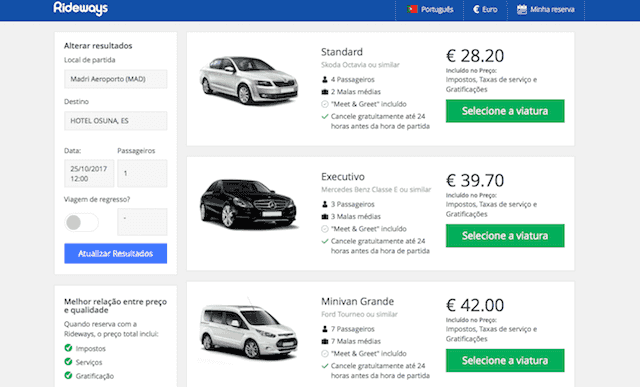 Rideways
Português
€ Euro
Minha reserva
Alterar resultados
Local de partida
Madri Aeroporto (MAD)
Destino
HOTEL OSUNA, ES
Data:
Passageiros
25/10/2017
12:00
1
Viagem de regresso?
-
Atualizar Resultados
Melhor relação entre preço
e qualidade
Quando reserva com a
Rideways, o preço total inclui:
Impostos
Serviços
Gratificação
Standard
Skoda Octavia ou similar
4 Passageiros
2 Malas médias
"Meet & Greet" incluído
Cancele gratuitamente até 24
horas antes da hora de partida
€ 28.20
Incluído no Preço:
Impostos, Taxas de serviço e
Gratificações
Selecione a viatura
Executivo
Mercedes Benz Classe E ou similar
3 Passageiros
3 Malas médias
"Meet & Greet" incluído
Cancele gratuitamente até 24
horas antes da hora de partida
€ 39.70
Incluído no Preço:
Impostos, Taxas de serviço e
Gratificações
Selecione a viatura
Minivan Grande
Ford Tourneo ou similar
7 Passageiros
7 Malas médias
"Meet & Greet" incluído
Cancele gratuitamente até 24
horas antes da hora de partida
€ 42.00
Incluído no Preço:
Impostos, Taxas de serviço e
Gratificações
Selecione a viatura